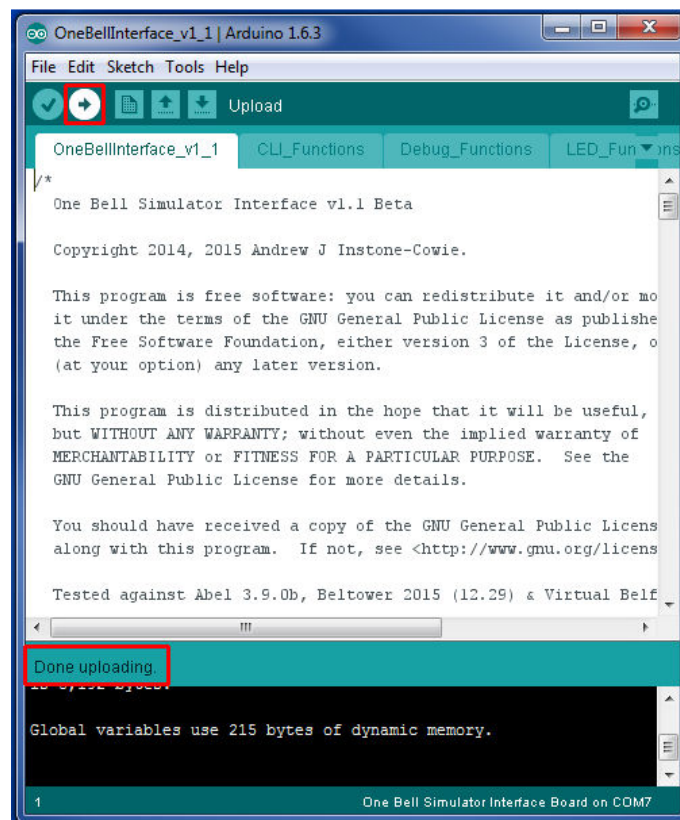 OneBellInterface_v1_1 | Arduino 1.6.3
File Edit Sketch Tools Help
Upload
OneBellInterface_v1_1 CLI_Functions Debug_Functions LED_Fun ons
/*
One Bell Simulator Interface v1.1 Beta
Copyright 2014, 2015 Andrew J Instone-Cowie.
This program is free software: you can redistribute it and/or mo
it under the terms of the GNU General Public License as publishe
the Free Software Foundation, either version 3 of the License, o
(at your option) any later version.
This program is distributed in the hope that it will be useful,
but WITHOUT ANY WARRANTY; without even the implied warranty of
MERCHANTABILITY or FITNESS FOR A PARTICULAR PURPOSE. See the
GNU General Public License for more details.
You should have received a copy of the GNU General Public Licens
along with this program. If not, see <http://www.gnu.org/licens
Tested against Abel 3.9.0b, Beltower 2015 (12.29) & Virtual Belf
Done uploading.
is 8,192 bytes.
Global variables use 215 bytes of dynamic memory.
1 One Bell Simulator Interface Board on COM7